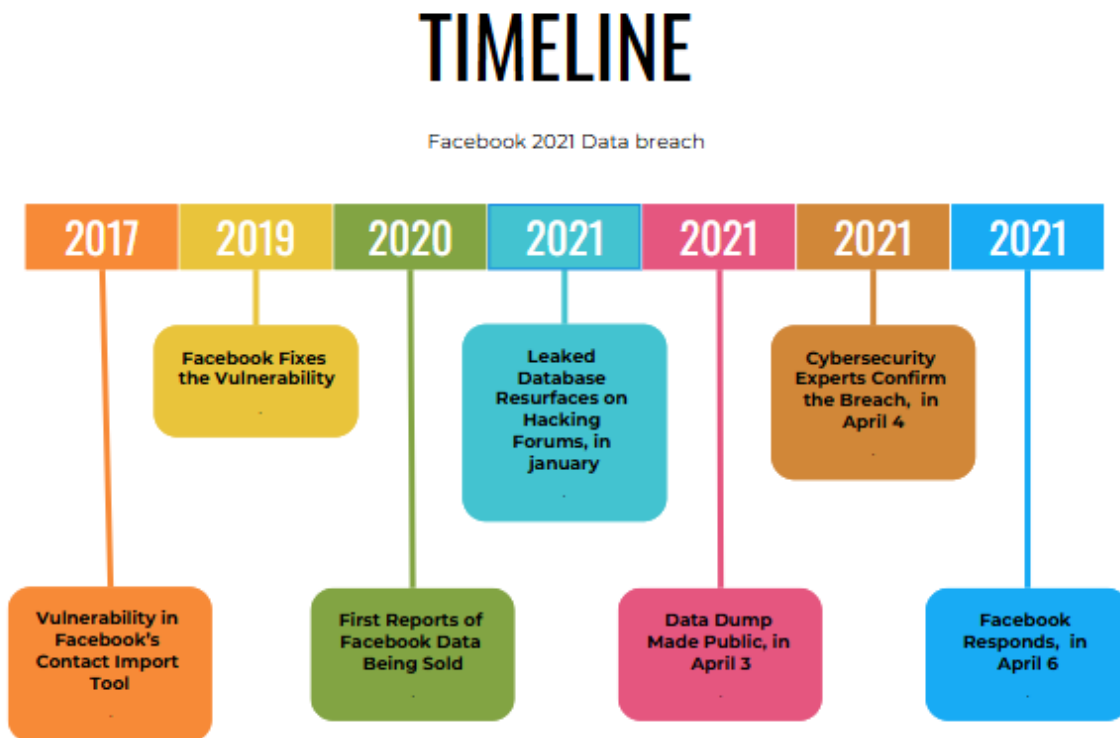 TIMELINE
Facebook 2021 Data breach
2017
2019
2020
2021
2021
2021
2021
Facebook Fixes
the Vulnerability
.
Leaked
Database
Resurfaces on
Hacking
Forums, in
january
.
Cybersecurity
Experts Confirm
the Breach, in
April 4
.
Vulnerability in
Facebook's
Contact Import
Tool
.
First Reports of
Facebook Data
Being Sold
.
Data Dump
Made Public, in
April 3
.
Facebook
Responds, in
April 6
.